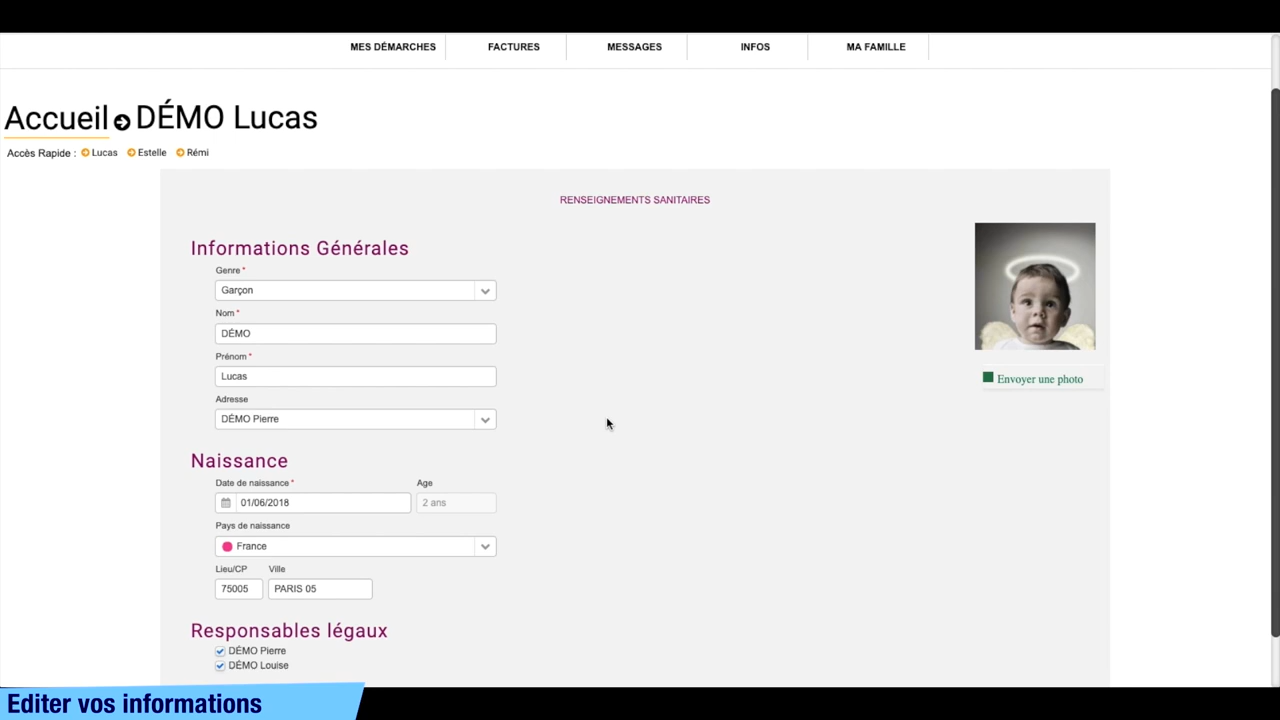 MES DÉMARCHES FACTURES MESSAGES INFOS MA FAMILLE
Accueil DÉMO Lucas
Accès Rapide : Lucas Estelle Rémi
RENSEIGNEMENTS SANITAIRES
Informations Générales
Genre *
Garçon
Nom *
DÉMO
Prénom *
Lucas
Adresse
DÉMO Pierre
Envoyer une photo
Naissance
Date de naissance * Age
01/06/2018 2 ans
Pays de naissance
France
Lieu/CP Ville
75005 PARIS 05
Responsables légaux
DÉMO Pierre
DÉMO Louise
Editer vos informations